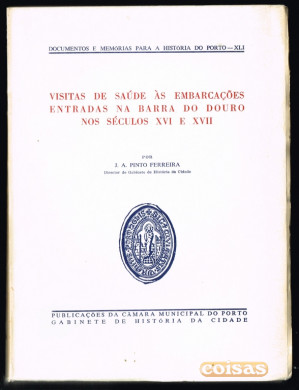 DOCUMENTOS E MEMÓRIAS PARA A HISTÓRIA DO PORTO — XLI
VISITAS DE SAÚDE ÀS EMBARCAÇÕES
ENTRADAS NA BARRA DO DOURO
NOS SÉCULOS XVI E XVII
POR
J. A. PINTO FERREIRA
Director do Gabinete de História da Cidade
PUBLICAÇÕES DA CÂMARA MUNICIPAL DO PORTO
GABINETE DE HISTÓRIA DA CIDADE
coisas